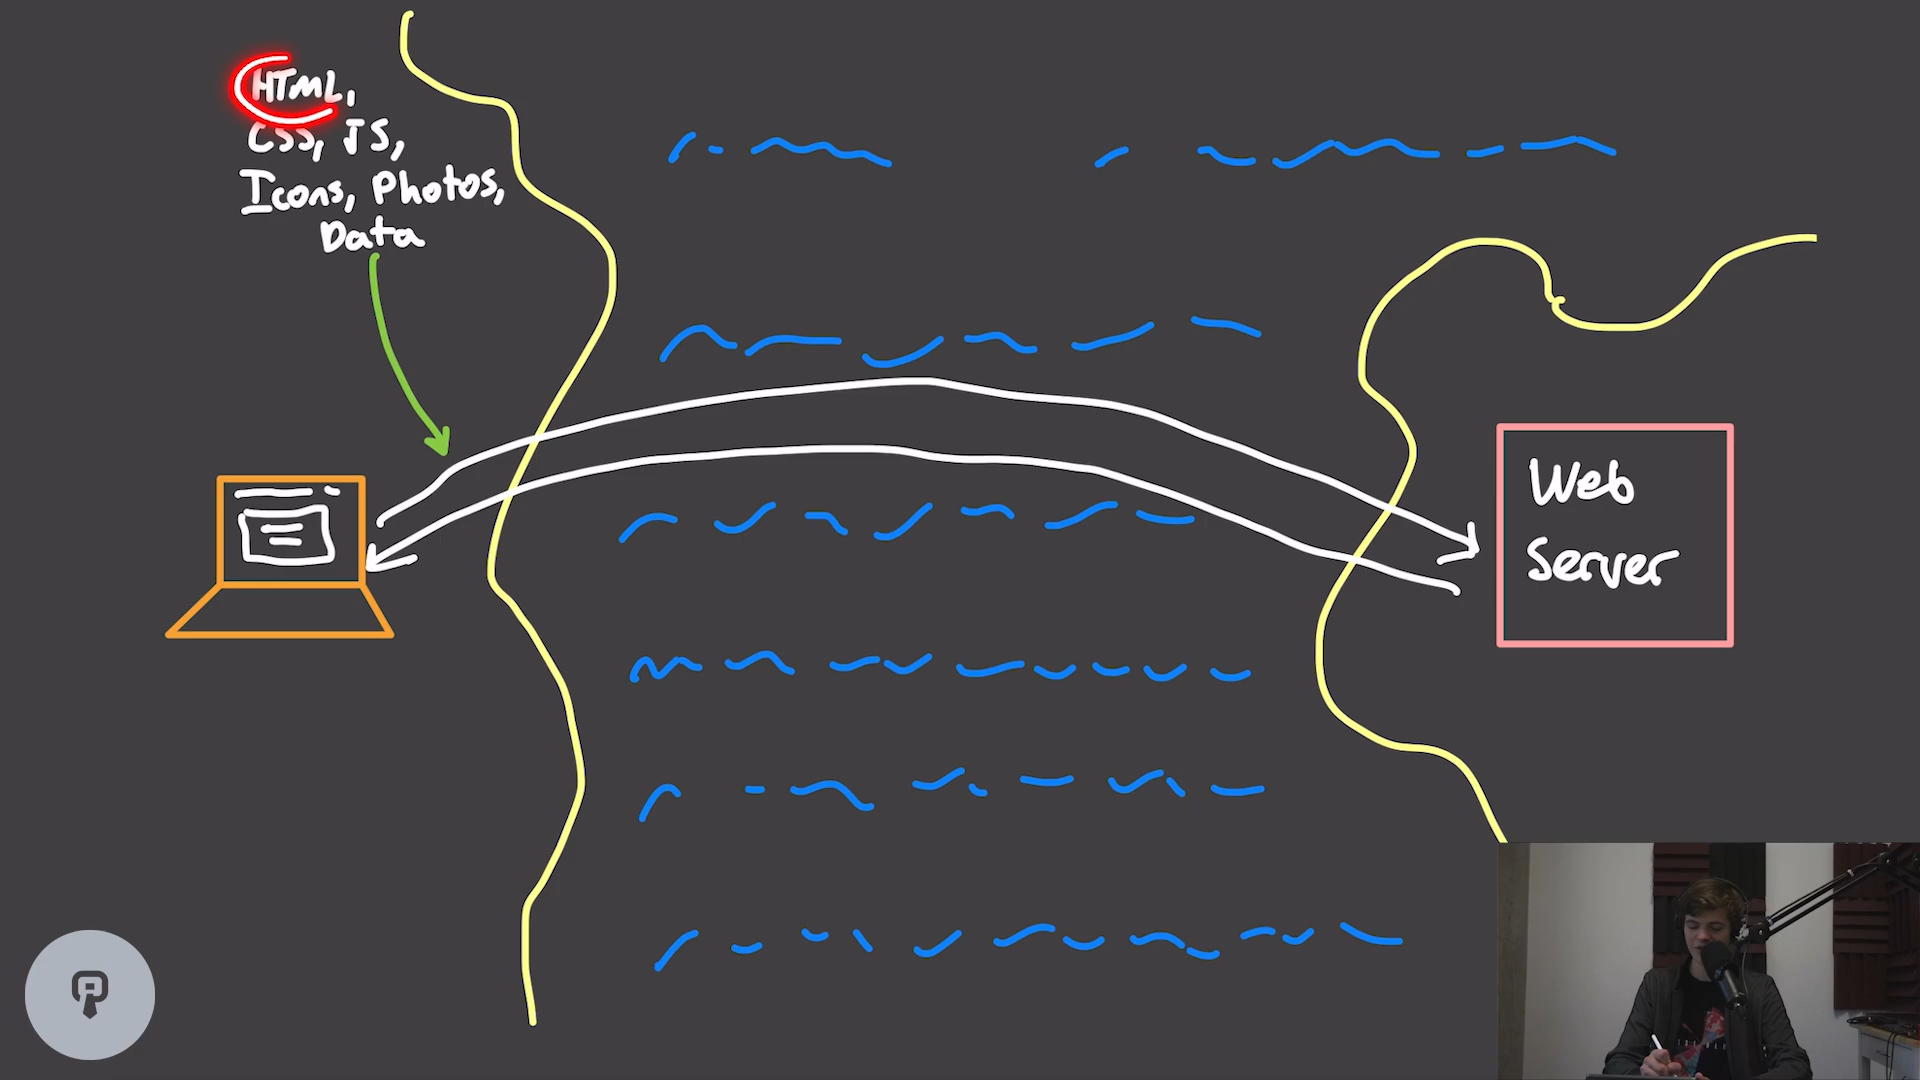 HTML,
CSS, JS,
Icons, Photos,
Data
Web
Server